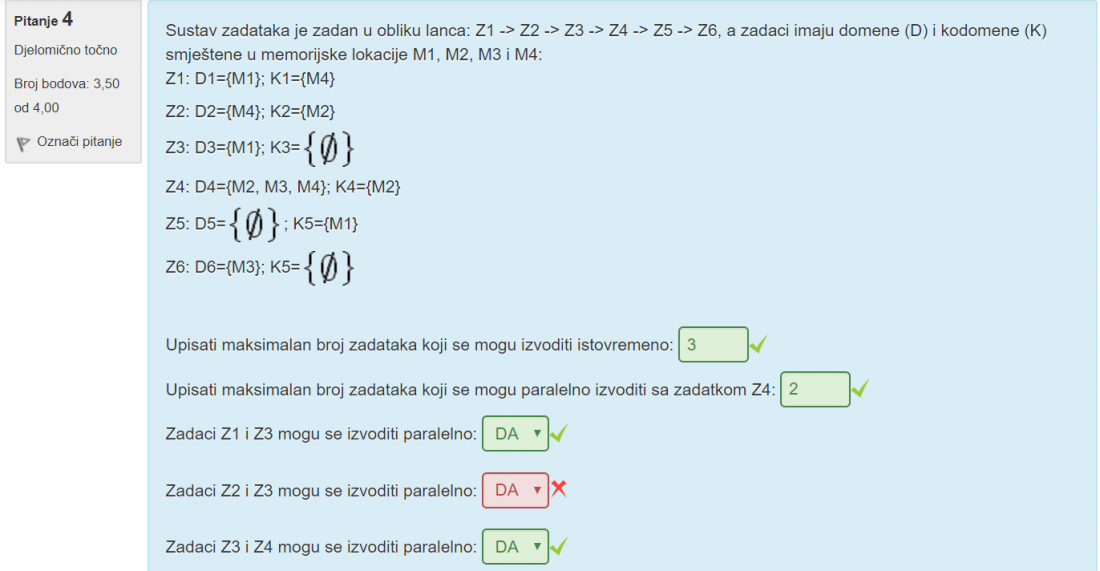 Pitanje 4
Djelomično točno
Broj bodova: 3,50
od 4,00
Označi pitanje
Sustav zadataka je zadan u obliku lanca: Z1 -> Z2 -> Z3 -> Z4 -> Z5 -> Z6, a zadaci imaju domene (D) i kodomene (K)
smještene u memorijske lokacije M1, M2, M3 i M4:
Z1: D1={M1}; K1={M4}
Z2: D2={M4}; K2={M2}
Z3: D3={M1}; K3={∅}
Z4: D4={M2, M3, M4}; K4={M2}
Z5: D5={∅} ; K5={M1}
Z6: D6={M3}; K5={∅}
Upisati maksimalan broj zadataka koji se mogu izvoditi istovremeno: 3
Upisati maksimalan broj zadataka koji se mogu paralelno izvoditi sa zadatkom Z4: 2
Zadaci Z1 i Z3 mogu se izvoditi paralelno: DA
Zadaci Z2 i Z3 mogu se izvoditi paralelno: DA
Zadaci Z3 i Z4 mogu se izvoditi paralelno: DA